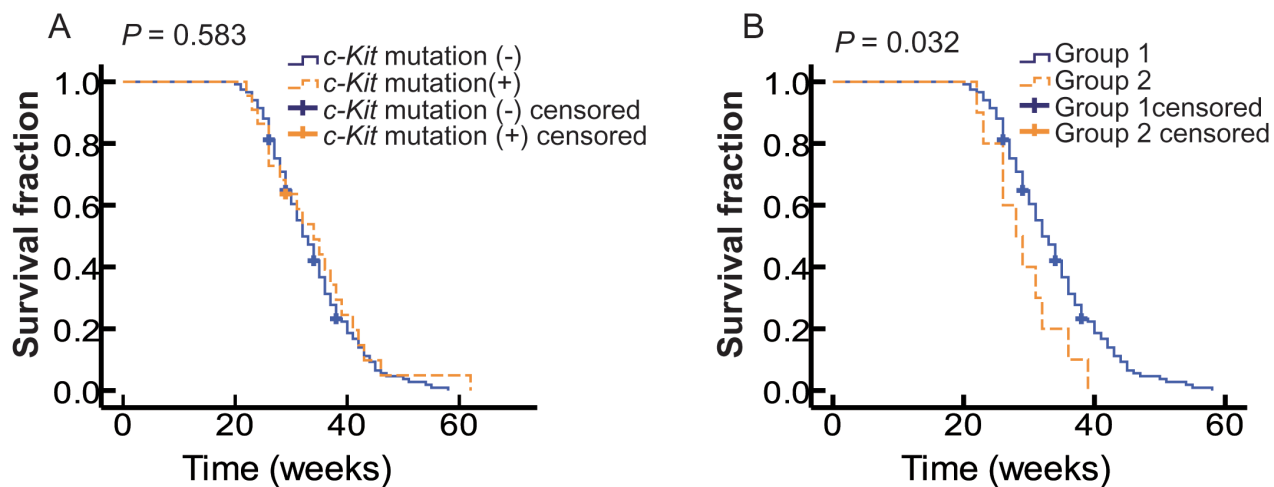 A
P = 0.583
c-Kit mutation (-)
c-Kit mutation(+)
c-Kit mutation (-) censored
c-Kit mutation (+) censored
Survival fraction
1.0
0.8
0.6
0.4
0.2
0.0
0 20 40 60
Time (weeks)
B
P = 0.032
Group 1
Group 2
Group 1censored
Group 2 censored
Survival fraction
1.0
0.8
0.6
0.4
0.2
0.0
0 20 40 60
Time (weeks)